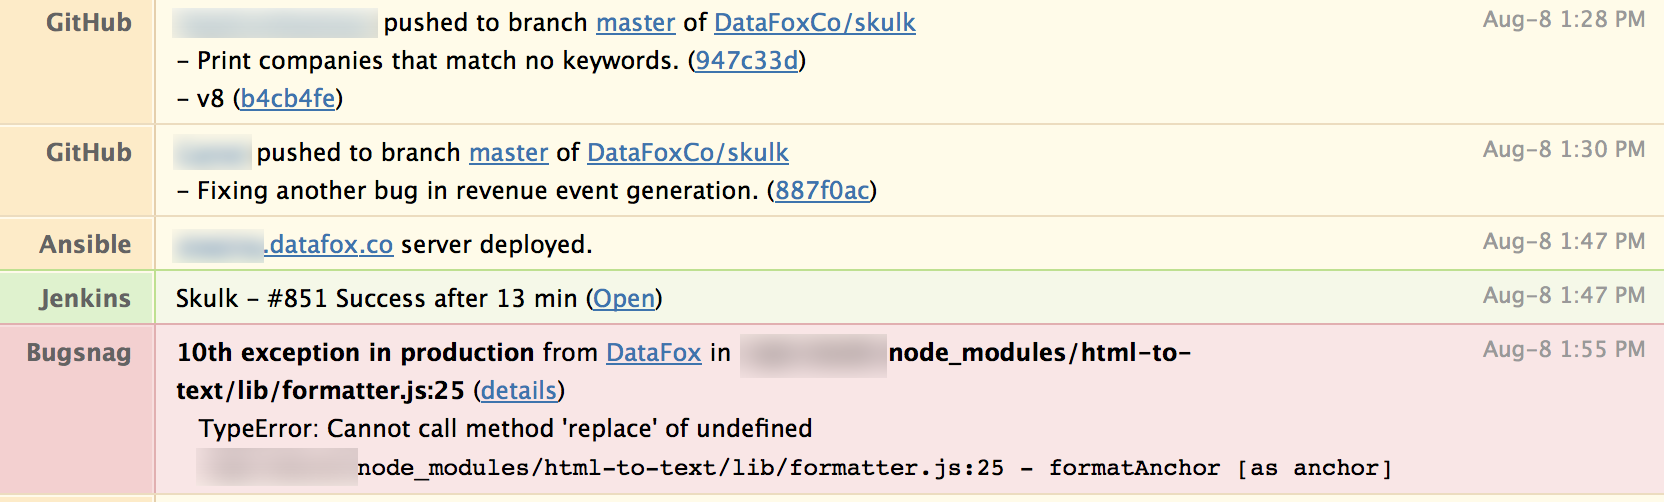 GitHub pushed to branch master of DataFoxCo/skulk Aug-8 1:28 PM
- Print companies that match no keywords. (947c33d)
- v8 (b4cb4fe)
GitHub pushed to branch master of DataFoxCo/skulk Aug-8 1:30 PM
- Fixing another bug in revenue event generation. (887f0ac)
Ansible .datafox.co server deployed. Aug-8 1:47 PM
Jenkins Skulk - #851 Success after 13 min (Open) Aug-8 1:47 PM
Bugsnag 10th exception in production from DataFox in node_modules/html-to- Aug-8 1:55 PM
text/lib/formatter.js:25 (details)
TypeError: Cannot call method 'replace' of undefined
node_modules/html-to-text/lib/formatter.js:25 - formatAnchor [as anchor]